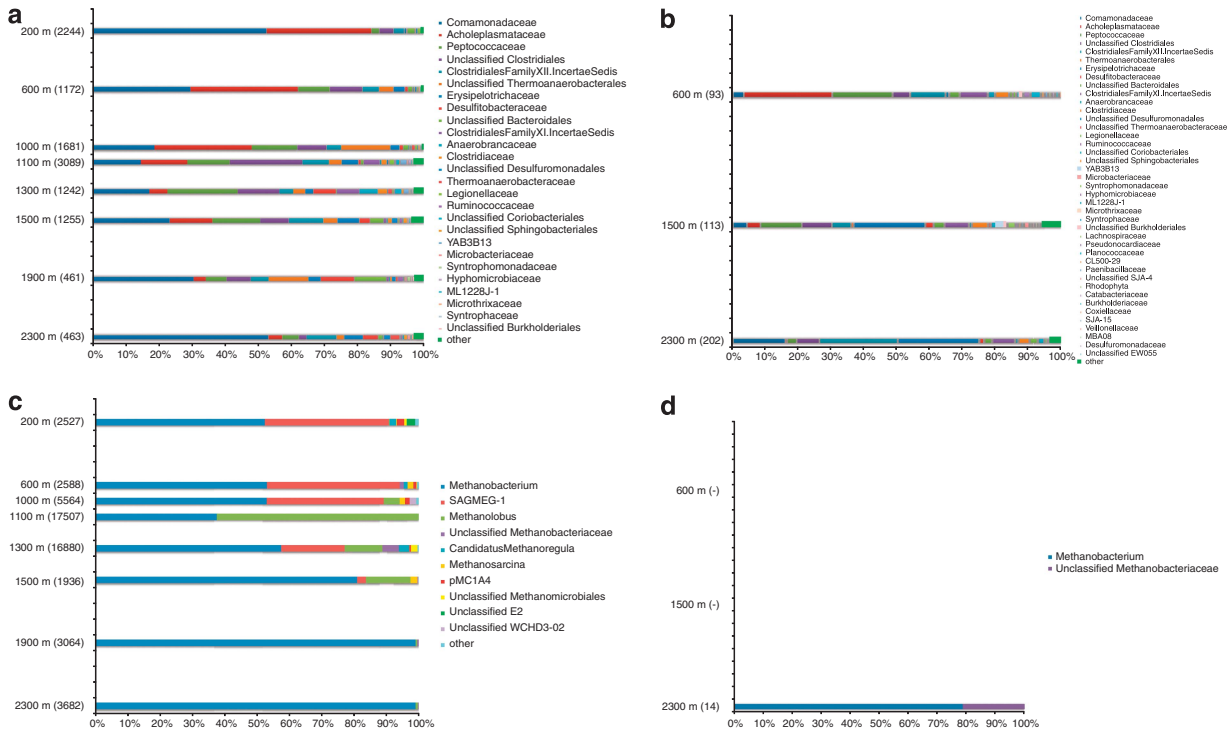 a
200 m (2244)
600 m (1172)
1000 m (1681)
1100 m (3089)
1300 m (1242)
1500 m (1255)
1900 m (461)
2300 m (463)
0% 10% 20% 30% 40% 50% 60% 70% 80% 90% 100%
Comamonadaceae
Acholeplasmataceae
Peptococcaceae
Unclassified Clostridiales
ClostridialesFamilyXII.IncertaeSedis
Unclassified Thermoanaerobacterales
Erysipelotrichaceae
Desulfobacteraceae
Unclassified Bacteroidales
ClostridialesFamilyXI.IncertaeSedis
Anaerobrancaceae
Clostridiaceae
Unclassified Desulfuromonadales
Thermoanaerobacteraceae
Legionellaceae
Ruminococcaceae
Unclassified Coriobacteriales
Unclassified Sphingobacteriales
YAB3B13
Microbacteriaceae
Syntrophomonadaceae
Hyphomicrobiaceae
ML1228J-1
Microthrixaceae
Syntrophaceae
Unclassified Burkholderiales
other
b
600 m (93)
1500 m (113)
2300 m (202)
0% 10% 20% 30% 40% 50% 60% 70% 80% 90% 100%
Comamonadaceae
Acholeplasmataceae
Peptococcaceae
Unclassified Clostridiales
ClostridialesFamilyXII.IncertaeSedis
Thermoanaerobacterales
Erysipelotrichaceae
Desulfitobacteraceae
Unclassified Bacteroidales
ClostridialesFamilyXI.IncertaeSedis
Anaerobrancaceae
Clostridiaceae
Unclassified Desulfuromonadales
Unclassified Thermoanaerobacteraceae
Legionellaceae
Ruminococcaceae
Unclassified Coriobacteriales
Unclassified Sphingobacteriales
YAB3B13
Microbacteriaceae
Syntrophomonadaceae
Hyphomicrobiaceae
ML1228J-1
Microthrixaceae
Syntrophaceae
Unclassified Burkholderiales
Lachnospiraceae
Pseudonocardiaceae
Planococcaceae
CL500-29
Paenibacillaceae
Unclassified SJA-4
Rhodophyta
Catabacteriaceae
Burkholderiaceae
Coxiellaceae
SJA-15
Veillonellaceae
MBA08
Desulfuromonadaceae
Unclassified EW055
other
c
200 m (2527)
600 m (2588)
1000 m (5564)
1100 m (17507)
1300 m (16880)
1500 m (1936)
1900 m (3064)
2300 m (3682)
0% 10% 20% 30% 40% 50% 60% 70% 80% 90% 100%
Methanobacterium
SAGMEG-1
Methanolobus
Unclassified Methanobacteriaceae
CandidatusMethanoregula
Methanosarcina
pMC1A4
Unclassified Methanomicrobiales
Unclassified E2
Unclassified WCHD3-02
other
d
600 m (-)
1500 m (-)
2300 m (14)
0% 10% 20% 30% 40% 50% 60% 70% 80% 90% 100%
Methanobacterium
Unclassified Methanobacteriaceae